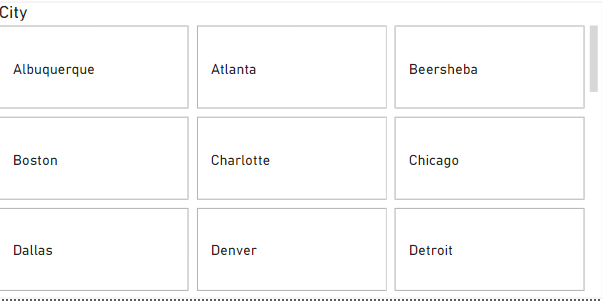 City
Albuquerque
Atlanta
Beersheba
Boston
Charlotte
Chicago
Dallas
Denver
Detroit